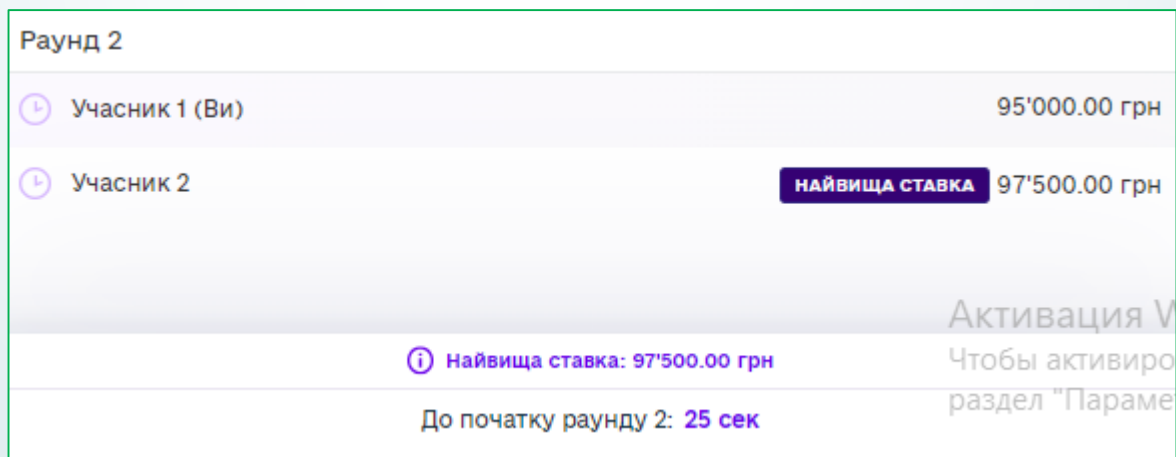 Раунд 2
Учасник 1 (Ви) 95'000.00 грн
Учасник 2 НАЙВИЩА СТАВКА 97'500.00 грн
Активация W
Найвища ставка: 97'500.00 грн
Чтобы активиро
раздел "Параме
До початку раунду 2: 25 сек